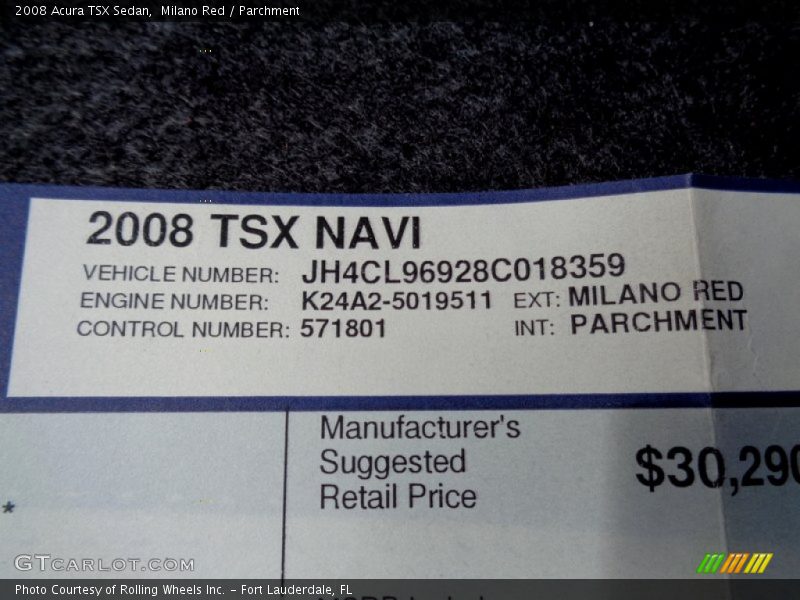 2008 Acura TSX Sedan, Milano Red / Parchment
2008 TSX NAVI
VEHICLE NUMBER: JH4CL96928C018359
ENGINE NUMBER: K24A2-5019511 EXT: MILANO RED
CONTROL NUMBER: 571801 INT: PARCHMENT
Manufacturer's
Suggested
Retail Price
$30,290
*
GTCARLOT.COM
Photo Courtesy of Rolling Wheels Inc. - Fort Lauderdale, FL